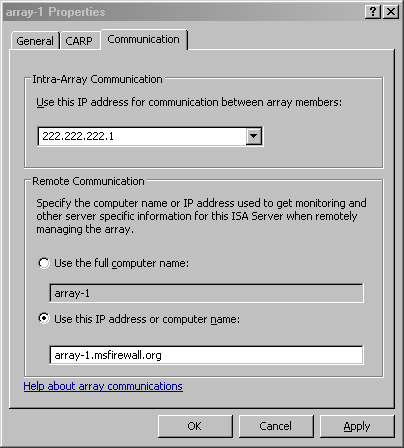 array-1 Properties
General
CARP
Communication
Intra-Array Communication
Use this IP address for communication between array members:
222.222.222.1
Remote Communication
Specify the computer name or IP address used to get monitoring and
other server specific information for this ISA Server when remotely
managing the array.
Use the full computer name:
array-1
Use this IP address or computer name:
array-1.msfirewall.org
Help about array communications
OK
Cancel
Apply